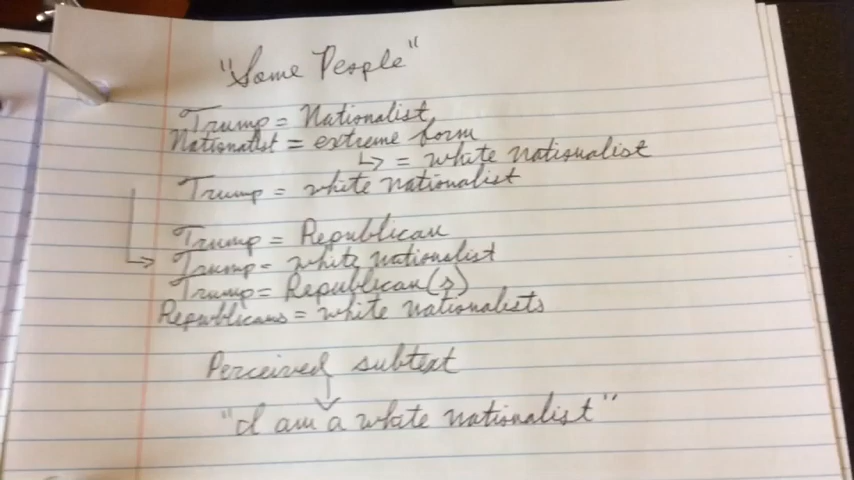 "Some People"
Trump = Nationalist
Nationalist = extreme form
↳ = white nationalist
Trump = white nationalist
Trump = Republican
Trump = white nationalist
Trump = Republican(s)
Republicans = white nationalists
Perceived subtext
"I am a white nationalist"